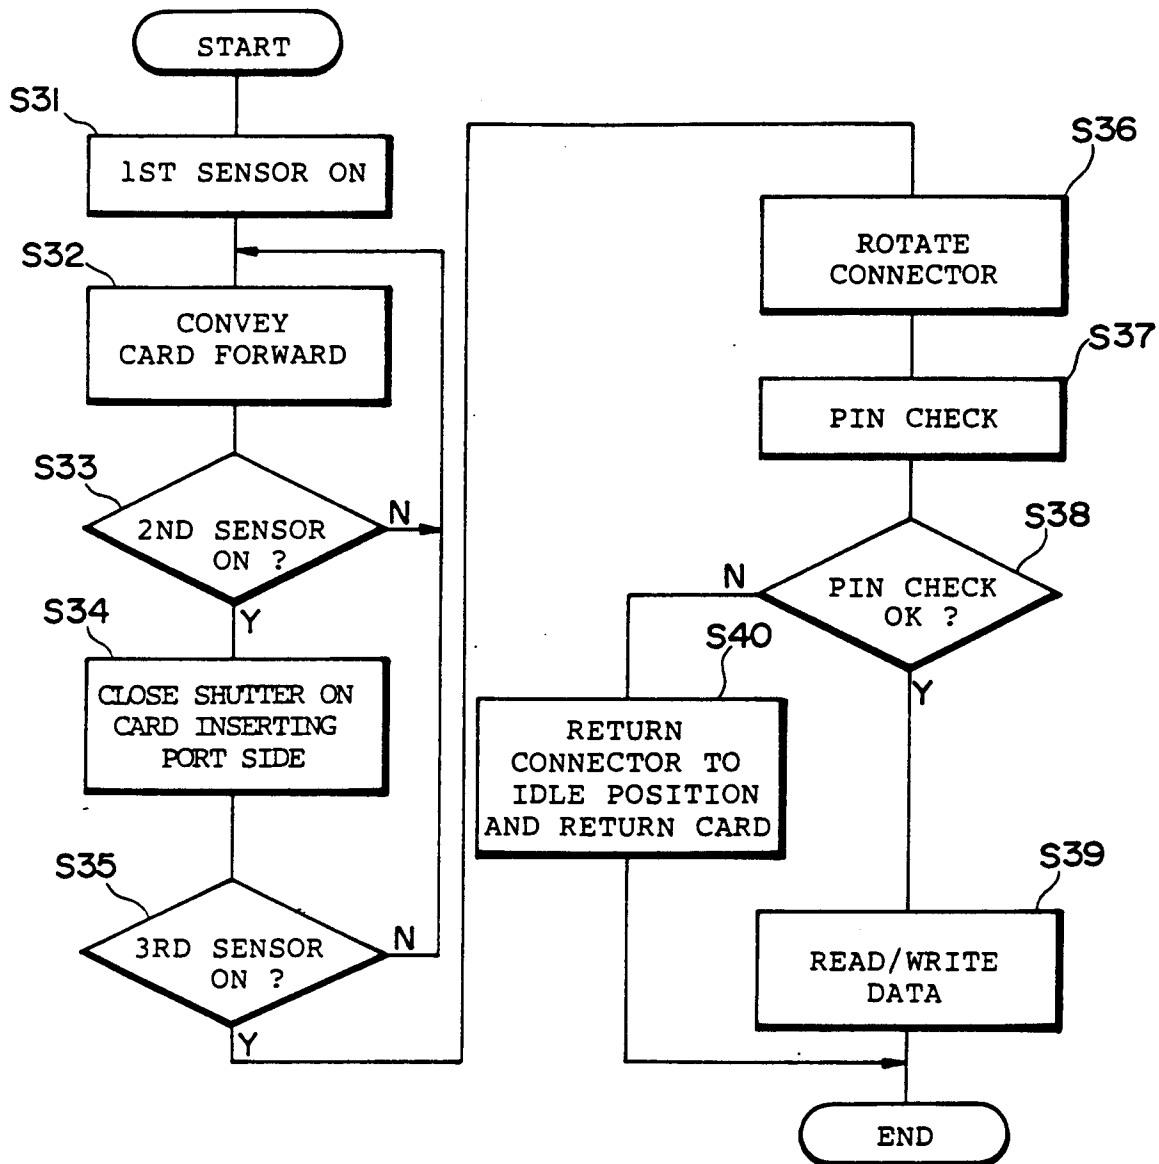 START
S31
1ST SENSOR ON
S32
CONVEY
CARD FORWARD
S33
2ND SENSOR
ON ?
N
Y
S34
CLOSE SHUTTER ON
CARD INSERTING
PORT SIDE
S35
3RD SENSOR
ON ?
N
Y
S36
ROTATE
CONNECTOR
S37
PIN CHECK
S38
PIN CHECK
OK ?
N
Y
S40
RETURN
CONNECTOR TO
IDLE POSITION
AND RETURN CARD
S39
READ/WRITE
DATA
END